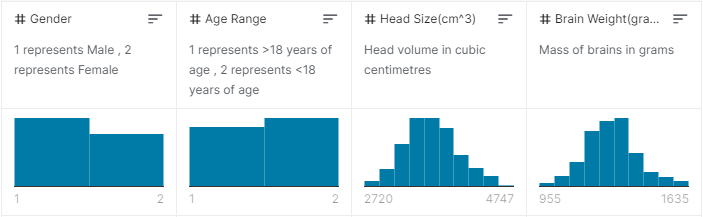 # Gender
1 represents Male , 2
represents Female
1 2
# Age Range
1 represents >18 years of
age , 2 represents <18
years of age
1 2
# Head Size(cm^3)
Head volume in cubic
centimetres
2720 4747
# Brain Weight(gra...
Mass of brains in grams
955 1635